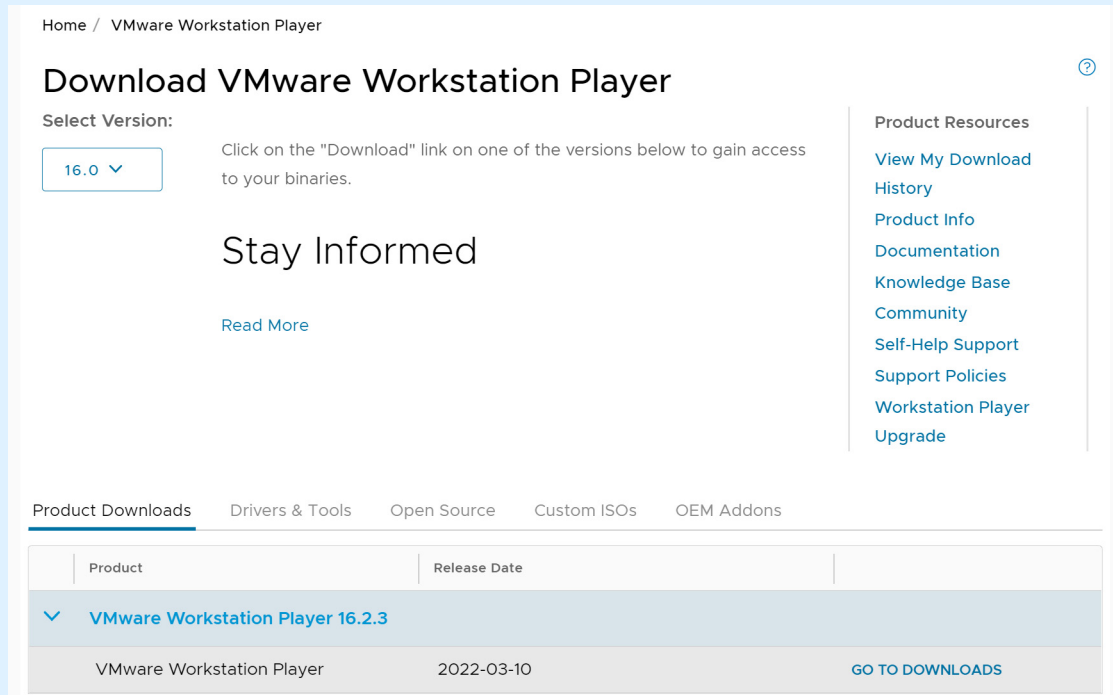 Home / VMware Workstation Player
Download VMware Workstation Player
Select Version:
16.0
Click on the "Download" link on one of the versions below to gain access
to your binaries.
Stay Informed
Read More
Product Resources
View My Download
History
Product Info
Documentation
Knowledge Base
Community
Self-Help Support
Support Policies
Workstation Player
Upgrade
Product Downloads Drivers & Tools Open Source Custom ISOs OEM Addons
Product Release Date
VMware Workstation Player 16.2.3
VMware Workstation Player 2022-03-10 GO TO DOWNLOADS